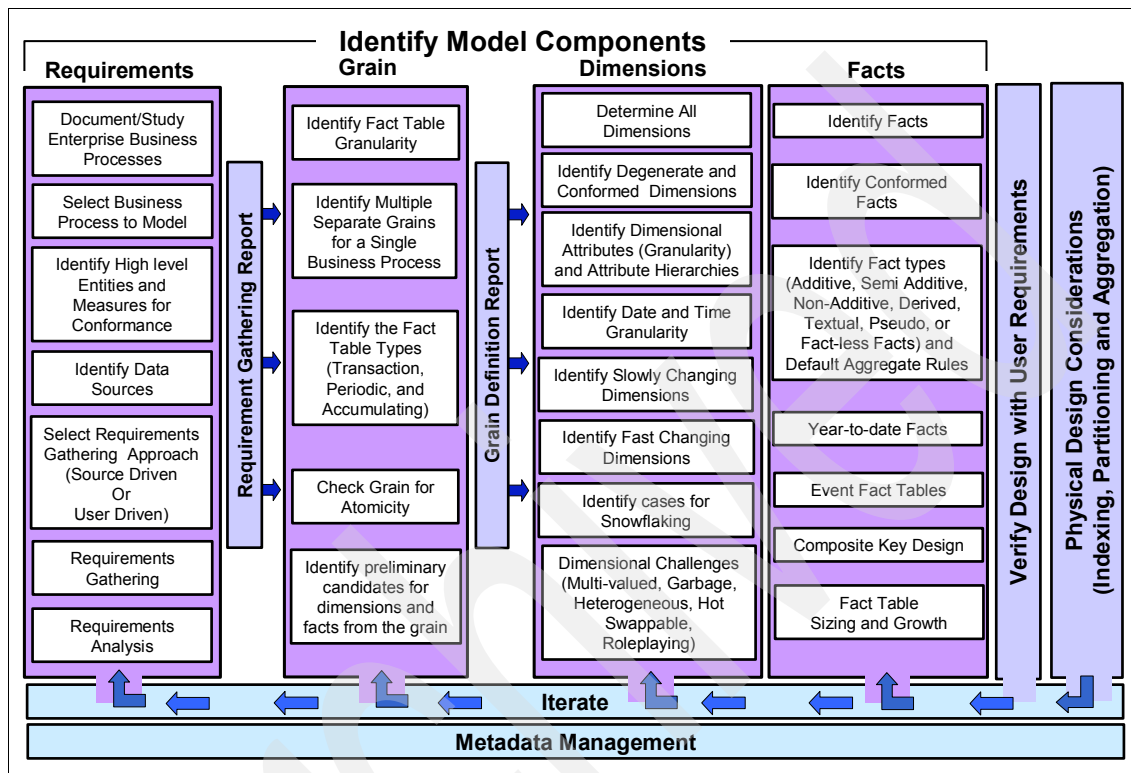 Identify Model Components
Requirements
Document/Study
Enterprise Business
Processes
Select Business
Process to Model
Identify High level
Entities and
Measures for
Conformance
Identify Data
Sources
Select Requirements
Gathering Approach
(Source Driven
Or
User Driven)
Requirements
Gathering
Requirements
Analysis
Requirement Gathering Report
Grain
Identify Fact Table
Granularity
Identify Multiple
Separate Grains
for a Single
Business Process
Identify the Fact
Table Types
(Transaction,
Periodic, and
Accumulating)
Check Grain for
Atomicity
Identify preliminary
candidates for
dimensions and
facts from the grain
Grain Definition Report
Dimensions
Determine All
Dimensions
Identify Degenerate
and Conformed Dimensions
Identify Dimensional
Attributes (Granularity)
and Attribute Hierarchies
Identify Date and Time
Granularity
Identify Slowly Changing
Dimensions
Identify Fast Changing
Dimensions
Identify cases for
Snowflaking
Dimensional Challenges
(Multi-valued, Garbage,
Heterogeneous, Hot
Swappable,
Roleplaying)
Facts
Identify Facts
Identify Conformed
Facts
Identify Fact types
(Additive, Semi Additive,
Non-Additive, Derived,
Textual, Pseudo, or
Fact-less Facts) and
Default Aggregate Rules
Year-to-date Facts
Event Fact Tables
Composite Key Design
Fact Table
Sizing and Growth
Verify Design with User Requirements
Physical Design Considerations
(Indexing, Partitioning and Aggregation)
Iterate
Metadata Management